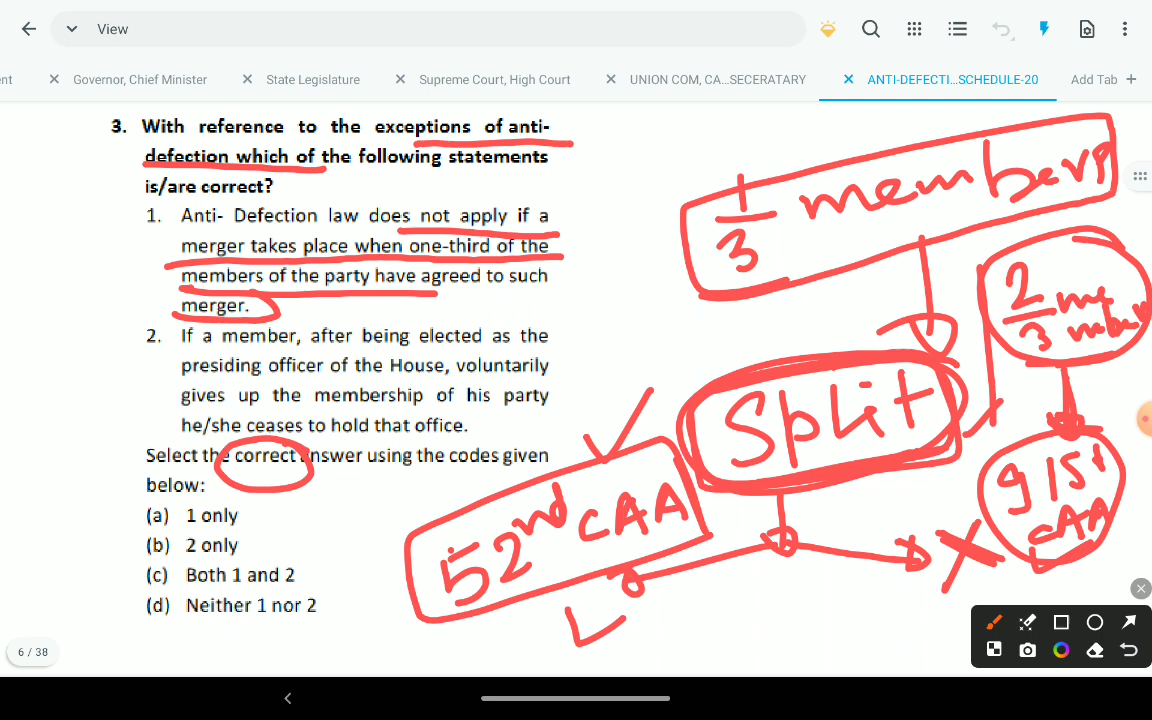 View
nt
Governor, Chief Minister
State Legislature
Supreme Court, High Court
UNION COM, CA...SECERATARY
ANTI-DEFECTI...SCHEDULE-20
Add Tab +
3. With reference to the exceptions of anti-
defection which of the following statements
is/are correct?
1. Anti- Defection law does not apply if a
merger takes place when one-third of the
members of the party have agreed to such
merger.
2. If a member, after being elected as the
presiding officer of the House, voluntarily
gives up the membership of his party
he/she ceases to hold that office.
Select the correct answer using the codes given
below:
(a) 1 only
(b) 2 only
(c) Both 1 and 2
(d) Neither 1 nor 2
1/3 members
2/3 members
Split
52nd CAA
91st CAA
6 / 38